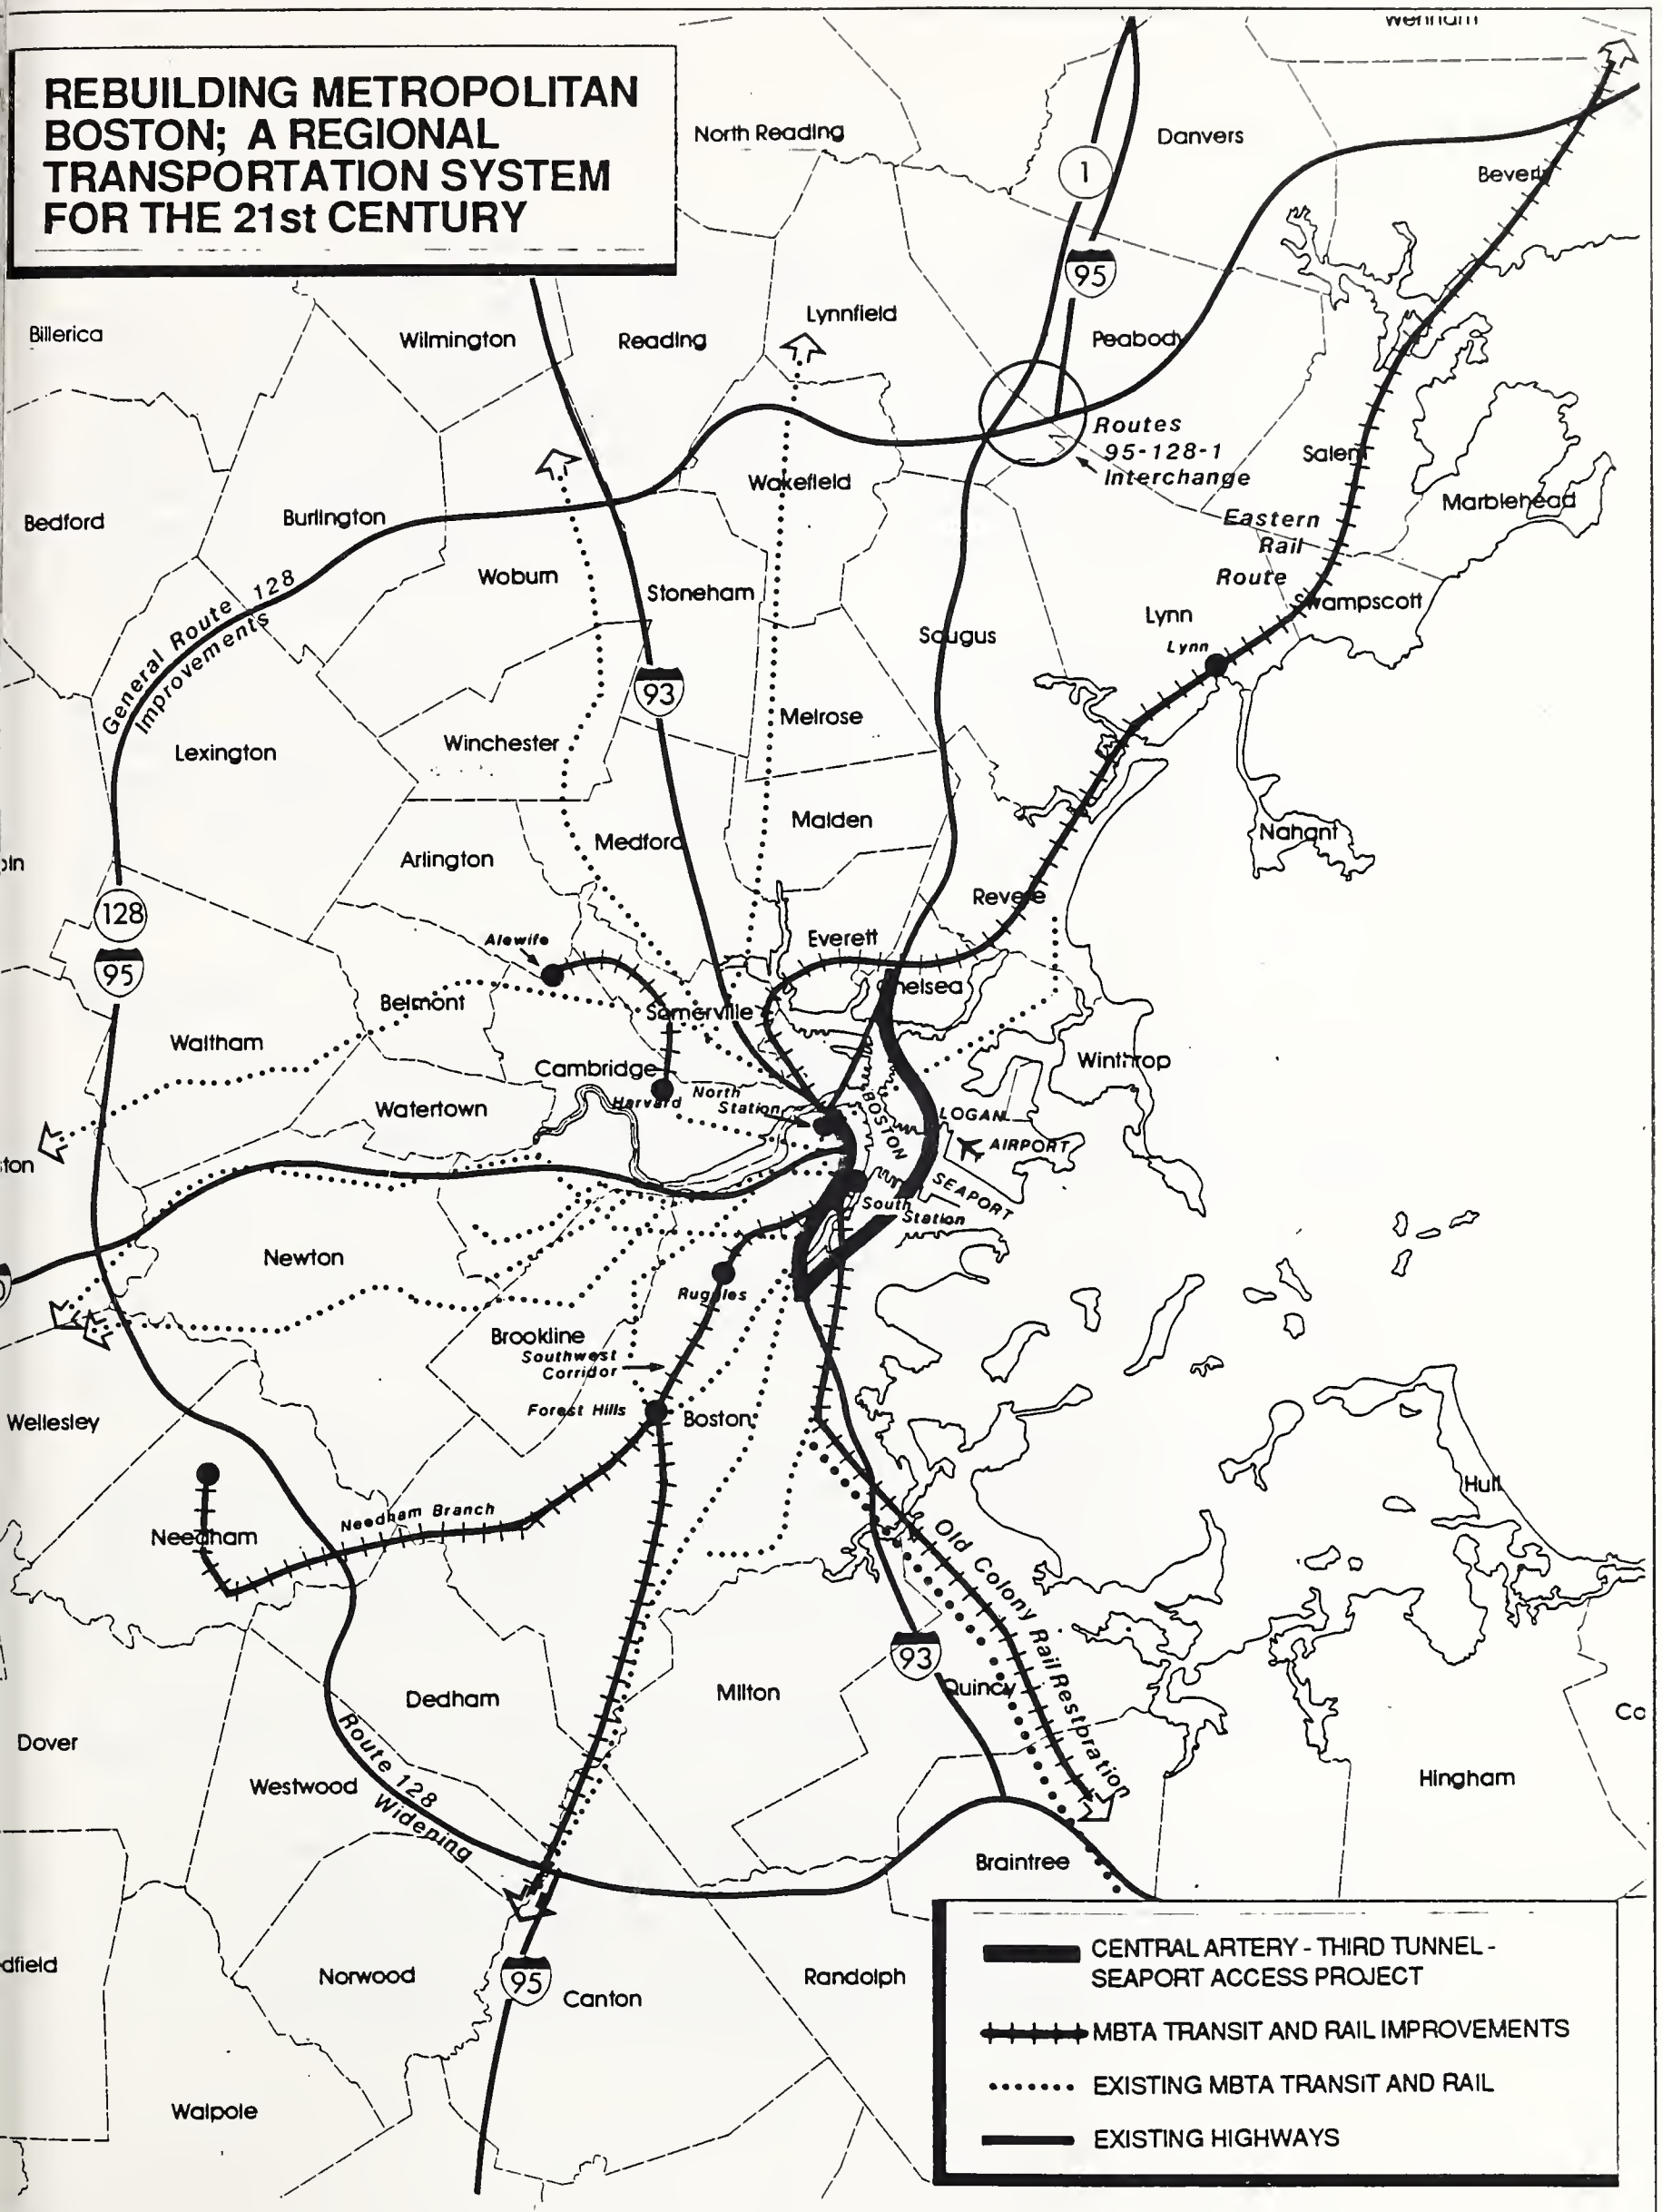 REBUILDING METROPOLITAN
BOSTON; A REGIONAL
TRANSPORTATION SYSTEM
FOR THE 21st CENTURY
Wenham
North Reading
Danvers
1
Beverly
95
Billerica
Wilmington
Reading
Lynnfield
Peabody
Routes
95-128-1
Interchange
Salem
Wakefield
Marblehead
Bedford
Burlington
Eastern
Rail
Route
Woburn
Stoneham
General Route 128
Improvements
Swampscott
Lynn
Lynn
Saugus
93
Melrose
Winchester
Lexington
Malden
Nahant
Medford
Arlington
Revere
128
Everett
Alewife
95
Chelsea
Belmont
Somerville
Waltham
Winthrop
Cambridge
Harvard
North
Station
Watertown
BOSTON
LOGAN
AIRPORT
SEAPORT
South
Station
Newton
Ruggles
Brookline
Southwest
Corridor
Forest Hills
Boston
Wellesley
Hull
Needham Branch
Needham
Old Colony Rail Restoration
93
Quincy
Dedham
Milton
Dover
Route 128
Widening
Westwood
Co
Hingham
Braintree
dfield
Norwood
95
Canton
Randolph
Walpole
CENTRAL ARTERY - THIRD TUNNEL -
SEAPORT ACCESS PROJECT
MBTA TRANSIT AND RAIL IMPROVEMENTS
EXISTING MBTA TRANSIT AND RAIL
EXISTING HIGHWAYS